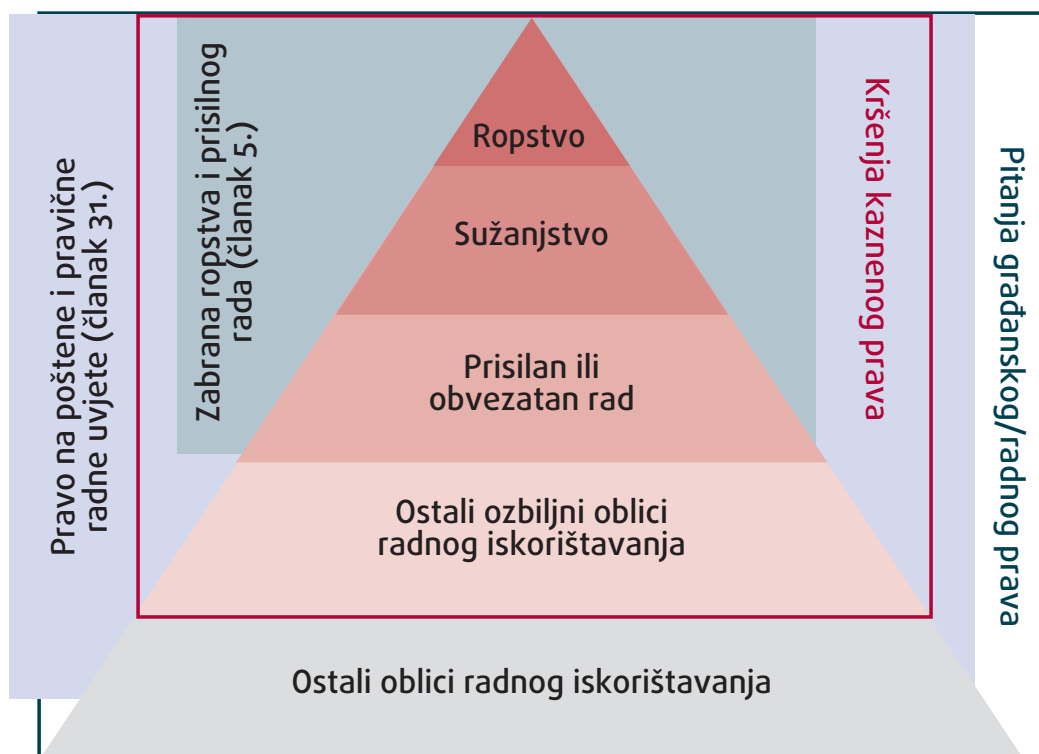 Pravo na poštene i pravične
radne uvjete (članak 31.)
Zabrana ropstva i prisilnog
rada (članak 5.)
Ropstvo
Sužanjstvo
Prisilan ili
obvezatan rad
Ostali ozbiljni oblici
radnog iskorištavanja
Ostali oblici radnog iskorištavanja
Kršenja kaznenog prava
Pitanja građanskog/radnog prava